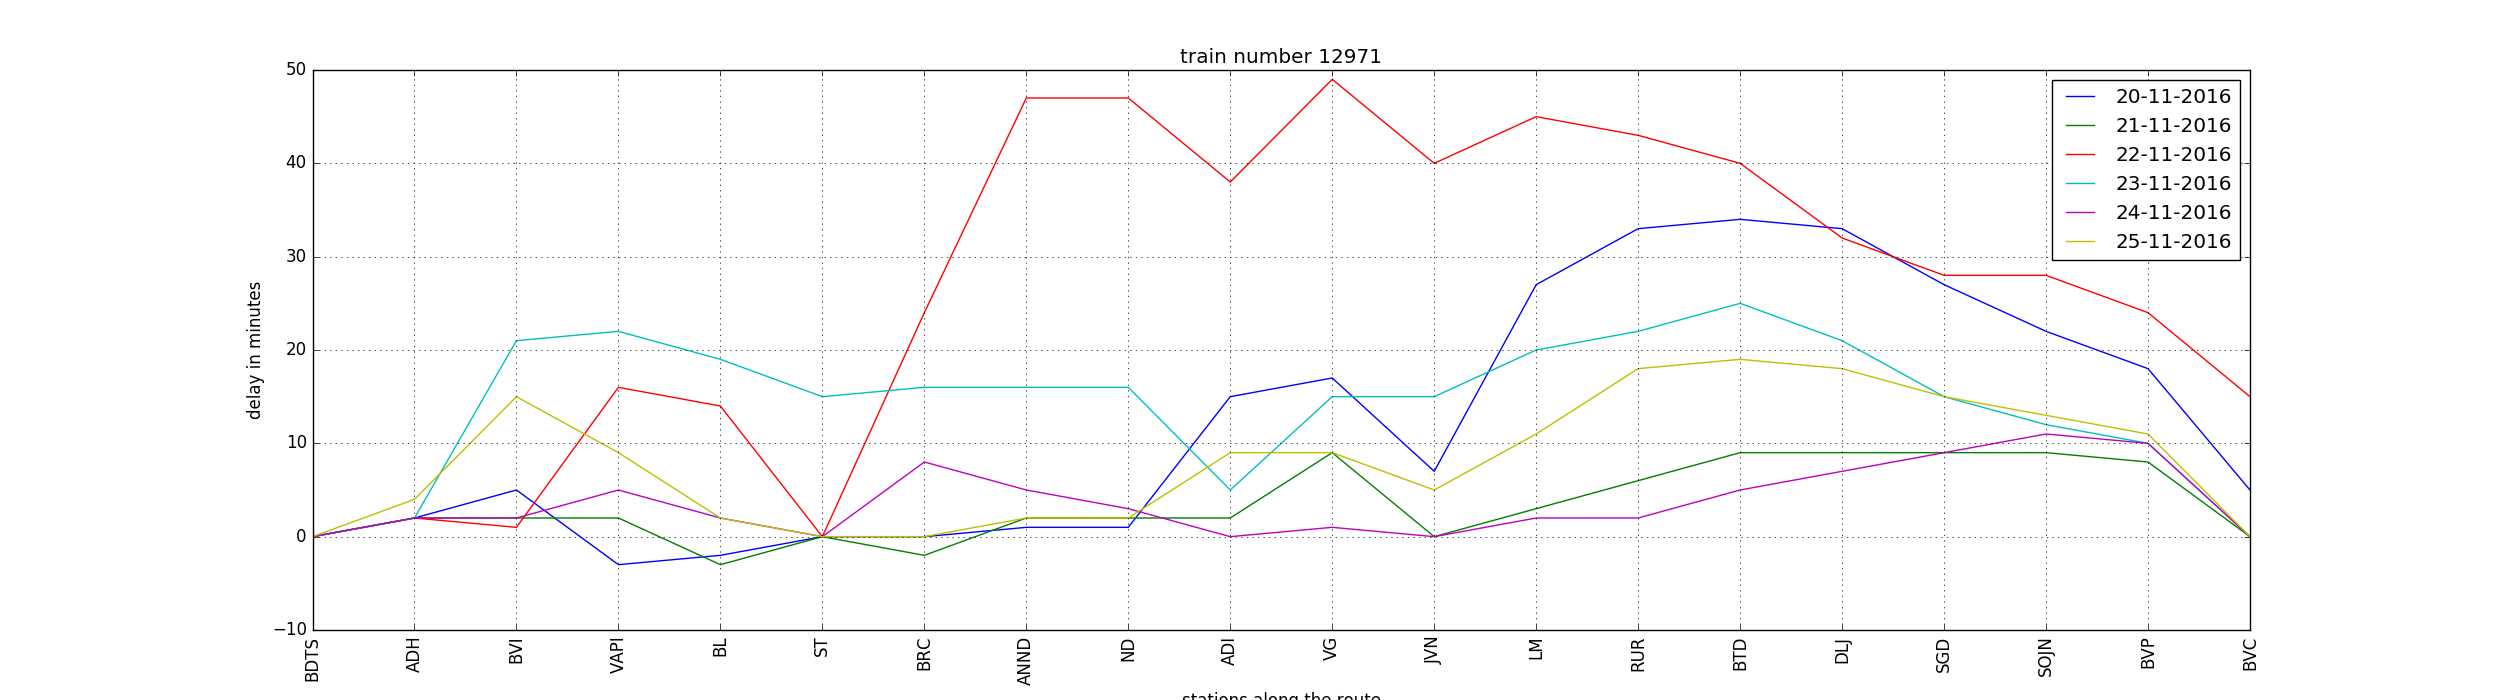 train number 12971
50
40
30
20
10
0
−10
delay in minutes
20-11-2016
21-11-2016
22-11-2016
23-11-2016
24-11-2016
25-11-2016
BDTS
ADH
BVI
VAPI
BL
ST
BRC
ANND
ND
ADI
VG
JVN
LM
RUR
BTD
DLJ
SGD
SOJN
BVP
BVC
stations along the route